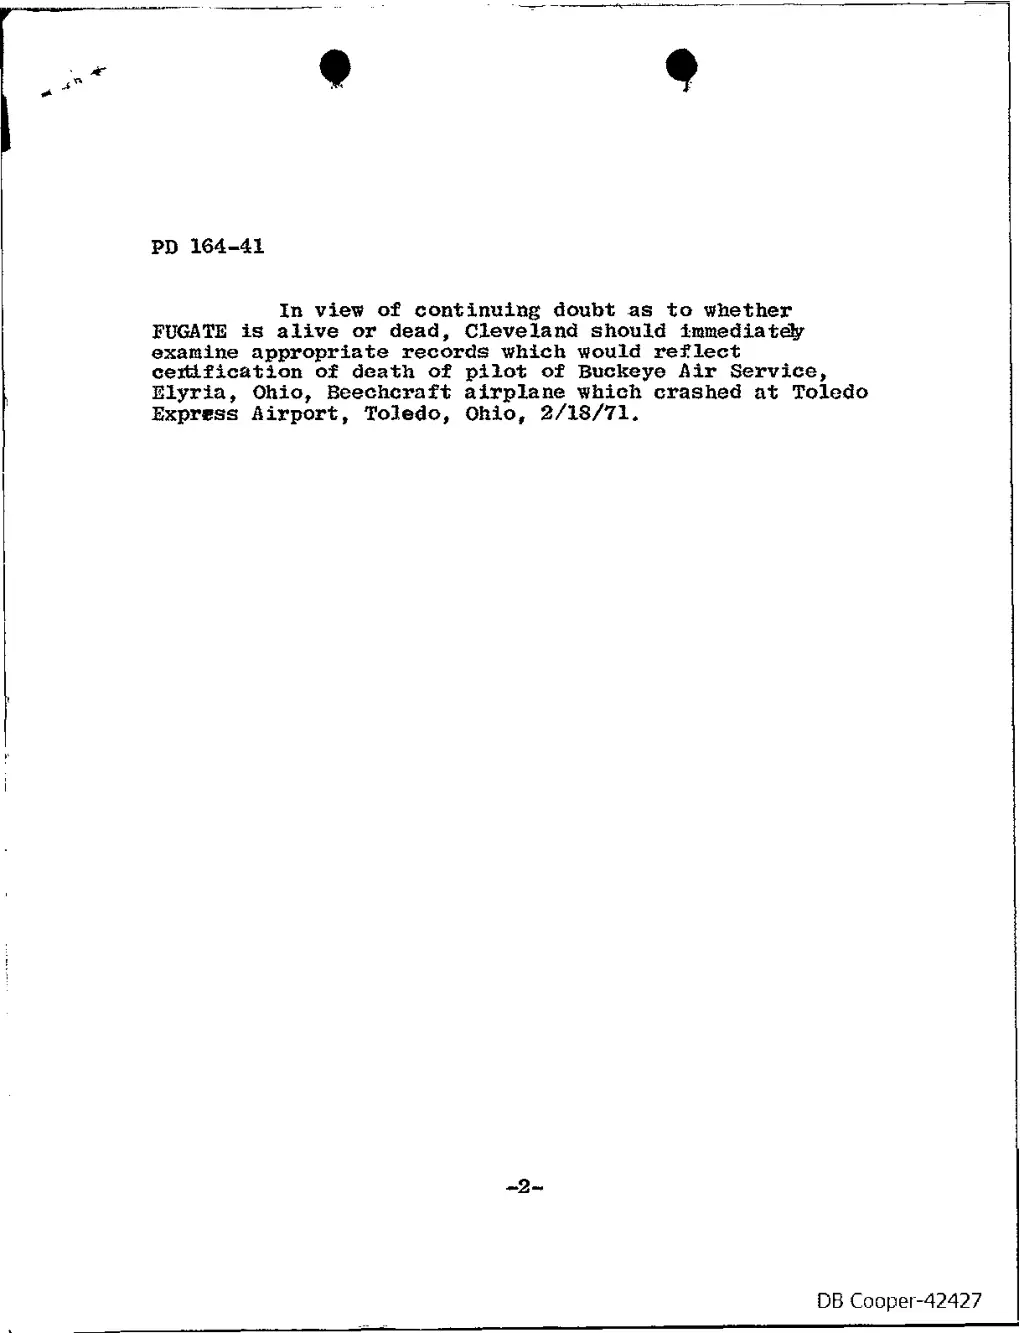 PD 164-41
In view of continuing doubt as to whether
FUGATE is alive or dead, Cleveland should immediately
examine appropriate records which would reflect
certification of death of pilot of Buckeye Air Service,
Elyria, Ohio, Beechcraft airplane which crashed at Toledo
Express Airport, Toledo, Ohio, 2/18/71.
-2-
DB Cooper-42427